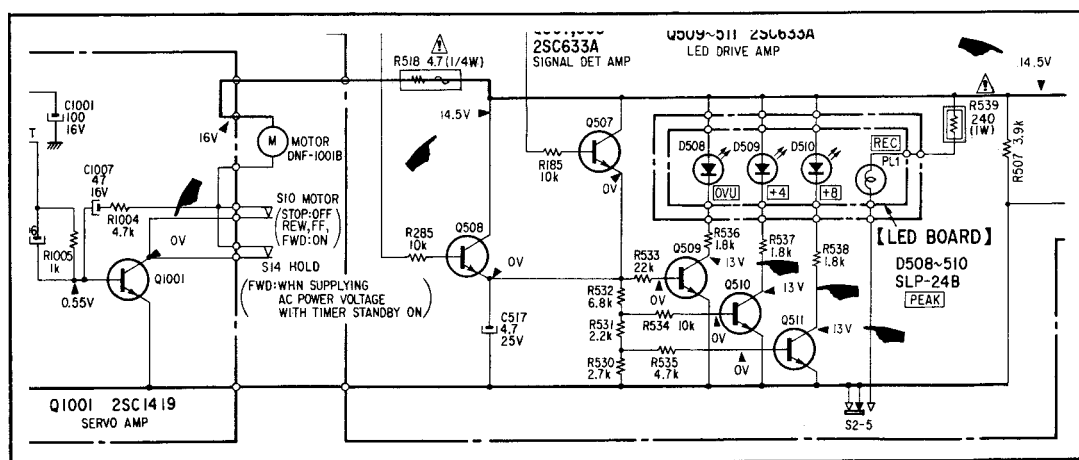 2SC633A
SIGNAL DET AMP
Q509~511 2SC633A
LED DRIVE AMP
14.5V
R518 4.7(1/4W)
C1001
100
16V
T
16V
M
MOTOR
DNF-1001B
14.5V
Q507
R185
10k
0V
D508
D509
D510
0VU
+4
+8
REC
PL1
R539
240
(1W)
R507 3.9k
C1007
47
16V
R1004
4.7k
S10 MOTOR
(STOP:OFF
REW,FF,
FWD:ON)
0V
R1005
1k
Q1001
0.55V
S14 HOLD
(FWD:WHN SUPPLYING
AC POWER VOLTAGE
WITH TIMER STANDBY ON)
R285
10k
Q508
0V
C517
4.7
25V
R533
22k
R532
6.8k
R531
2.2k
R530
2.7k
0V
R534 10k
0V
R535
4.7k
0V
R536
1.8k
Q509
13V
R537
1.8k
Q510
13V
R538
1.8k
Q511
13V
【LED BOARD】
D508~510
SLP-24B
PEAK
S2-5
Q1001 2SC1419
SERVO AMP